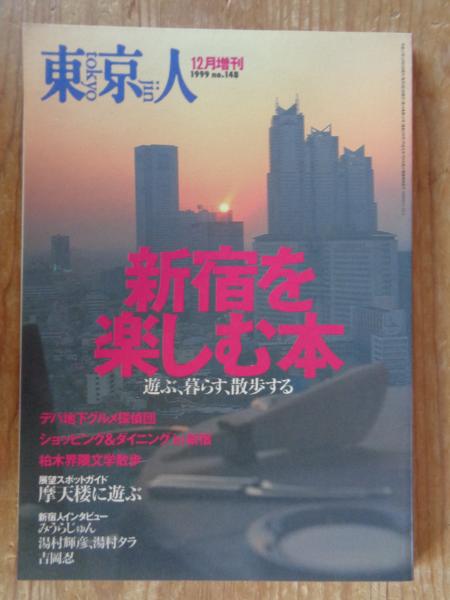 東京人
tokyo jin
12月増刊
1999 no.148
新宿を
楽しむ本
遊ぶ、暮らす、散歩する
デパ地下グルメ探偵団
ショッピング&ダイニング in 新宿
柏木界隈文学散歩
展望スポットガイド
摩天楼に遊ぶ
新宿人インタビュー
みうらじゅん
湯村輝彦、湯村タラ
吉岡忍